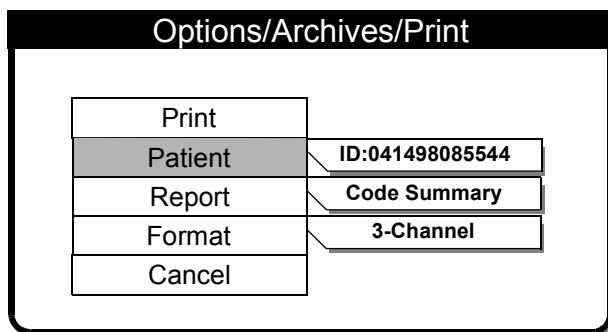 Options/Archives/Print
Print
Patient
ID:041498085544
Report
Code Summary
Format
3-Channel
Cancel